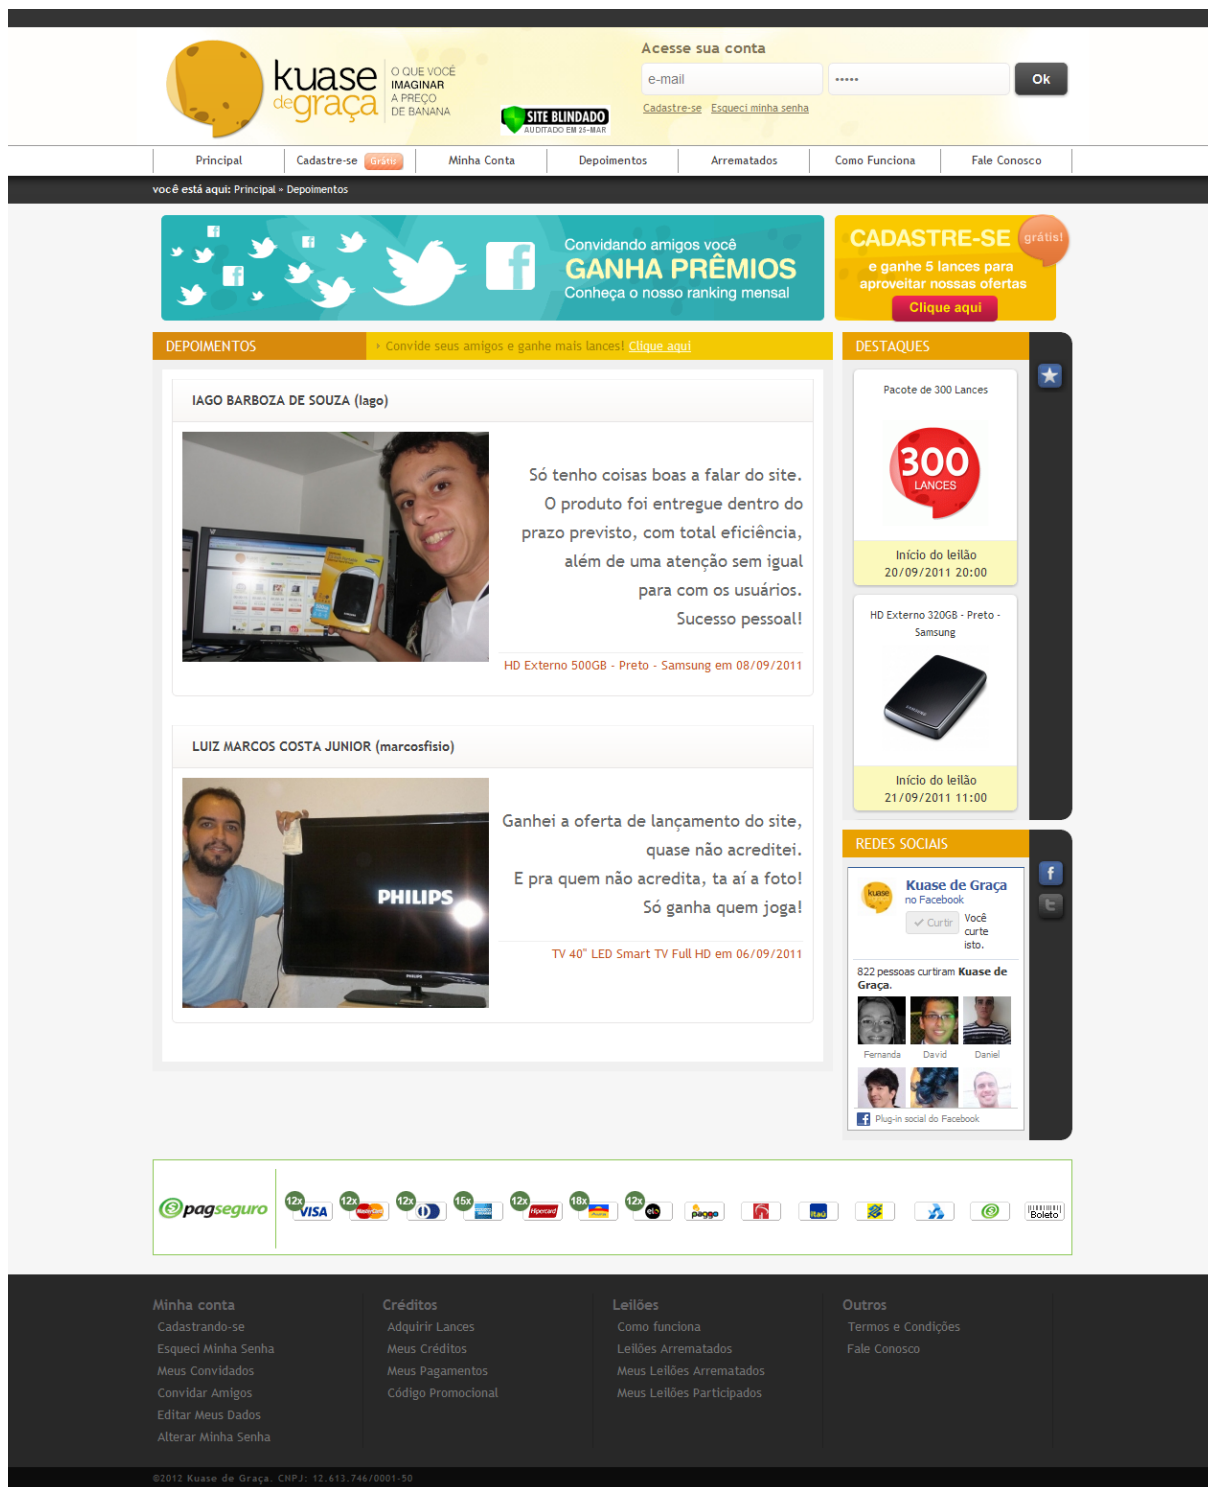 kuase
degraça
O QUE VOCÊ
IMAGINAR
A PREÇO
DE BANANA
SITE BLINDADO
AUDITADO EM 25-MAR
Acesse sua conta
e-mail
•••••
Ok
Cadastre-se Esqueci minha senha
Principal Cadastre-se Grátis Minha Conta Depoimentos Arrematados Como Funciona Fale Conosco
você está aqui: Principal » Depoimentos
Convidando amigos você
GANHA PRÊMIOS
Conheça o nosso ranking mensal
CADASTRE-SE grátis!
e ganhe 5 lances para
aproveitar nossas ofertas
Clique aqui
DEPOIMENTOS
› Convide seus amigos e ganhe mais lances! Clique aqui
IAGO BARBOZA DE SOUZA (Iago)
Só tenho coisas boas a falar do site.
O produto foi entregue dentro do
prazo previsto, com total eficiência,
além de uma atenção sem igual
para com os usuários.
Sucesso pessoal!
HD Externo 500GB - Preto - Samsung em 08/09/2011
LUIZ MARCOS COSTA JUNIOR (marcosfisio)
PHILIPS
Ganhei a oferta de lançamento do site,
quase não acreditei.
E pra quem não acredita, ta aí a foto!
Só ganha quem joga!
TV 40" LED Smart TV Full HD em 06/09/2011
DESTAQUES
Pacote de 300 Lances
300
LANCES
Início do leilão
20/09/2011 20:00
HD Externo 320GB - Preto -
Samsung
Início do leilão
21/09/2011 11:00
REDES SOCIAIS
kuase
Kuase de Graça
no Facebook
Curtir
Você
curte
isto.
822 pessoas curtiram Kuase de
Graça.
Fernanda David Daniel
Plug-in social do Facebook
pagseguro
12x VISA 12x MasterCard 12x 15x 12x Hipercard 18x 12x elo paggo Itaú Boleto
Minha conta
Cadastrando-se
Esqueci Minha Senha
Meus Convidados
Convidar Amigos
Editar Meus Dados
Alterar Minha Senha
Créditos
Adquirir Lances
Meus Créditos
Meus Pagamentos
Código Promocional
Leilões
Como funciona
Leilões Arrematados
Meus Leilões Arrematados
Meus Leilões Participados
Outros
Termos e Condições
Fale Conosco
©2012 Kuase de Graça. CNPJ: 12.613.746/0001-50